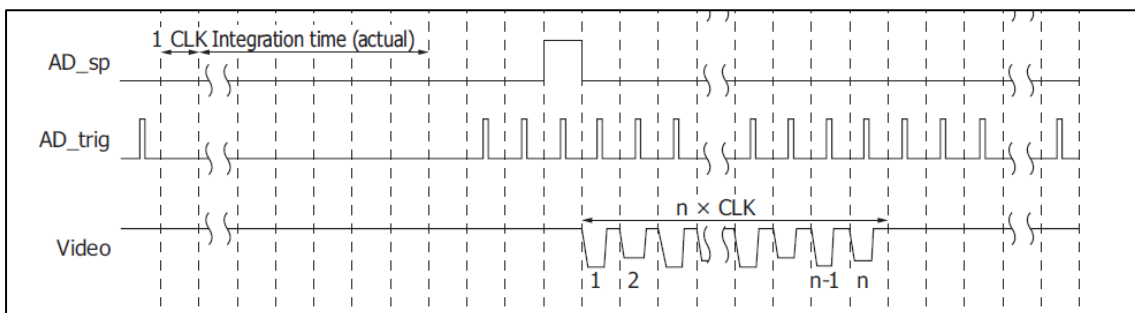 1 CLK Integration time (actual)
AD_sp
AD_trig
n × CLK
Video
1 2 n-1 n